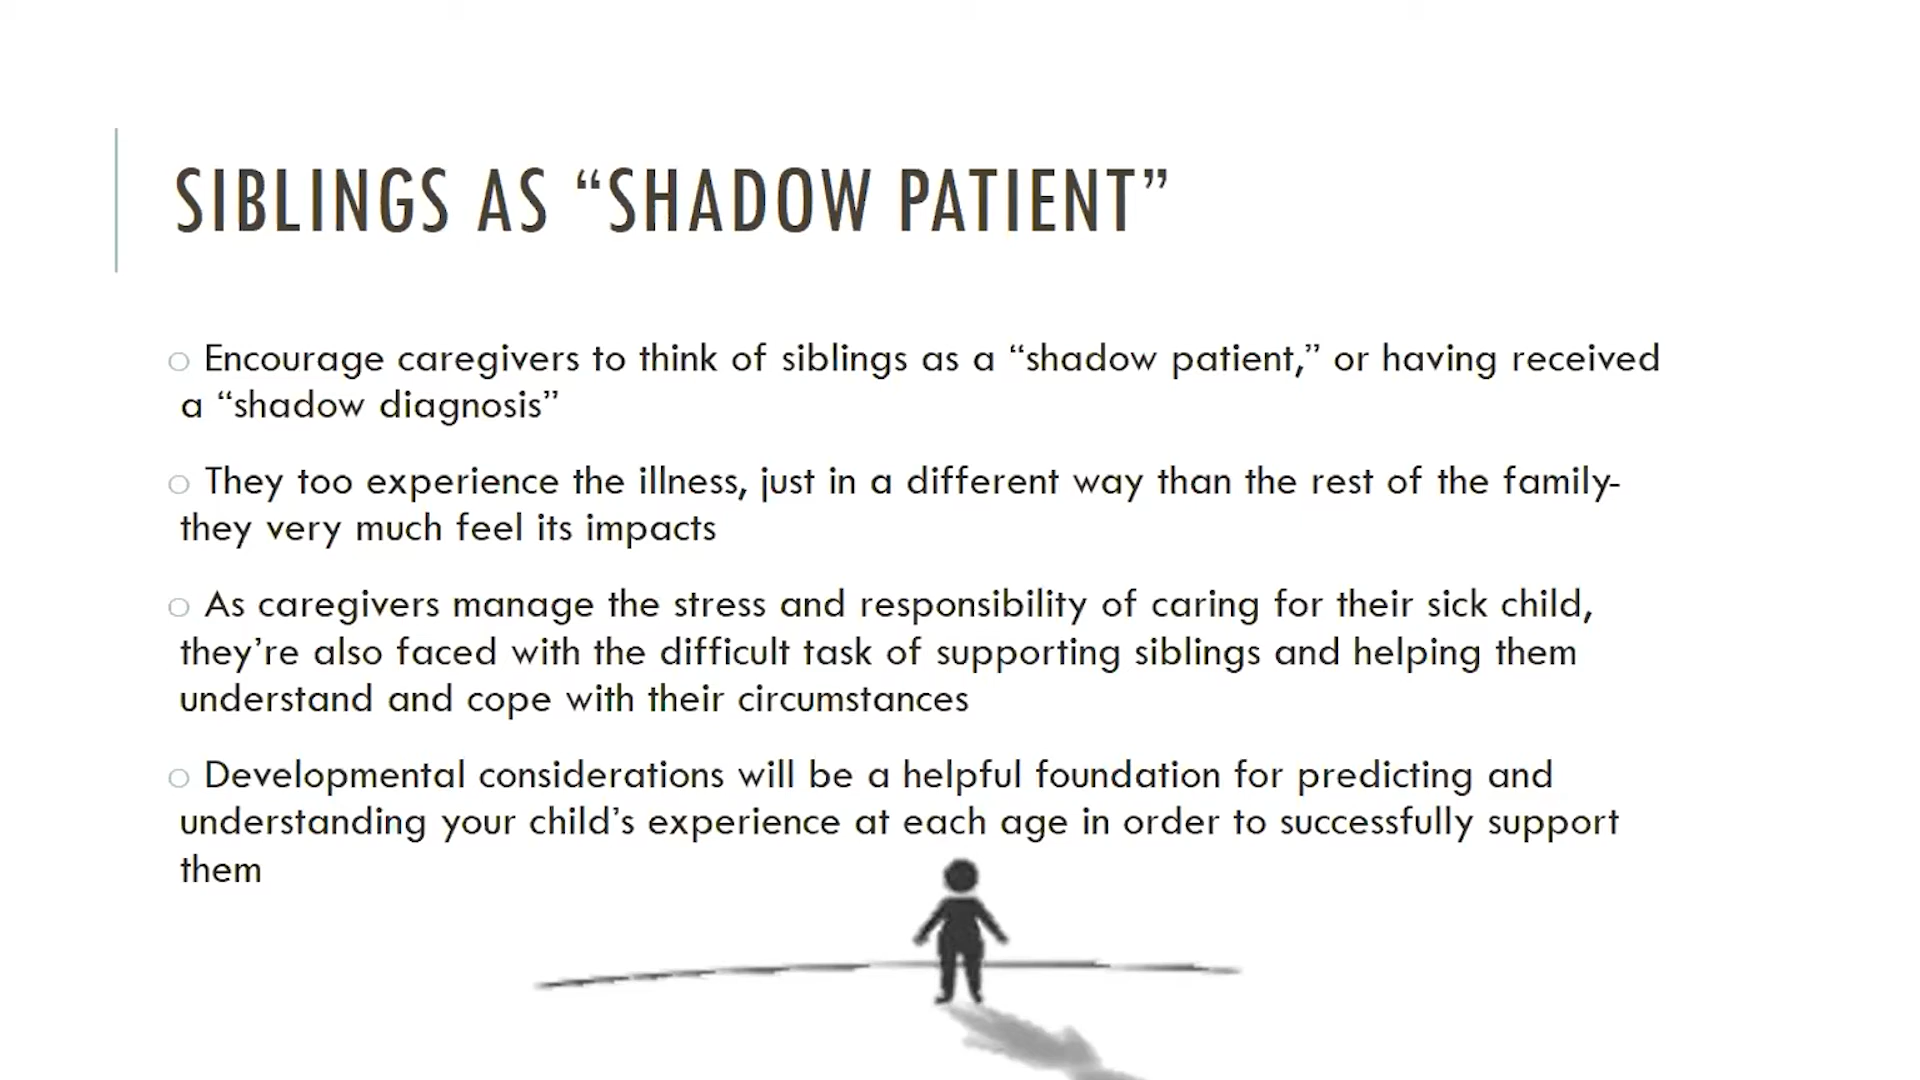 SIBLINGS AS “SHADOW PATIENT”
o Encourage caregivers to think of siblings as a “shadow patient,” or having received
a “shadow diagnosis”
o They too experience the illness, just in a different way than the rest of the family-
they very much feel its impacts
o As caregivers manage the stress and responsibility of caring for their sick child,
they’re also faced with the difficult task of supporting siblings and helping them
understand and cope with their circumstances
o Developmental considerations will be a helpful foundation for predicting and
understanding your child’s experience at each age in order to successfully support
them